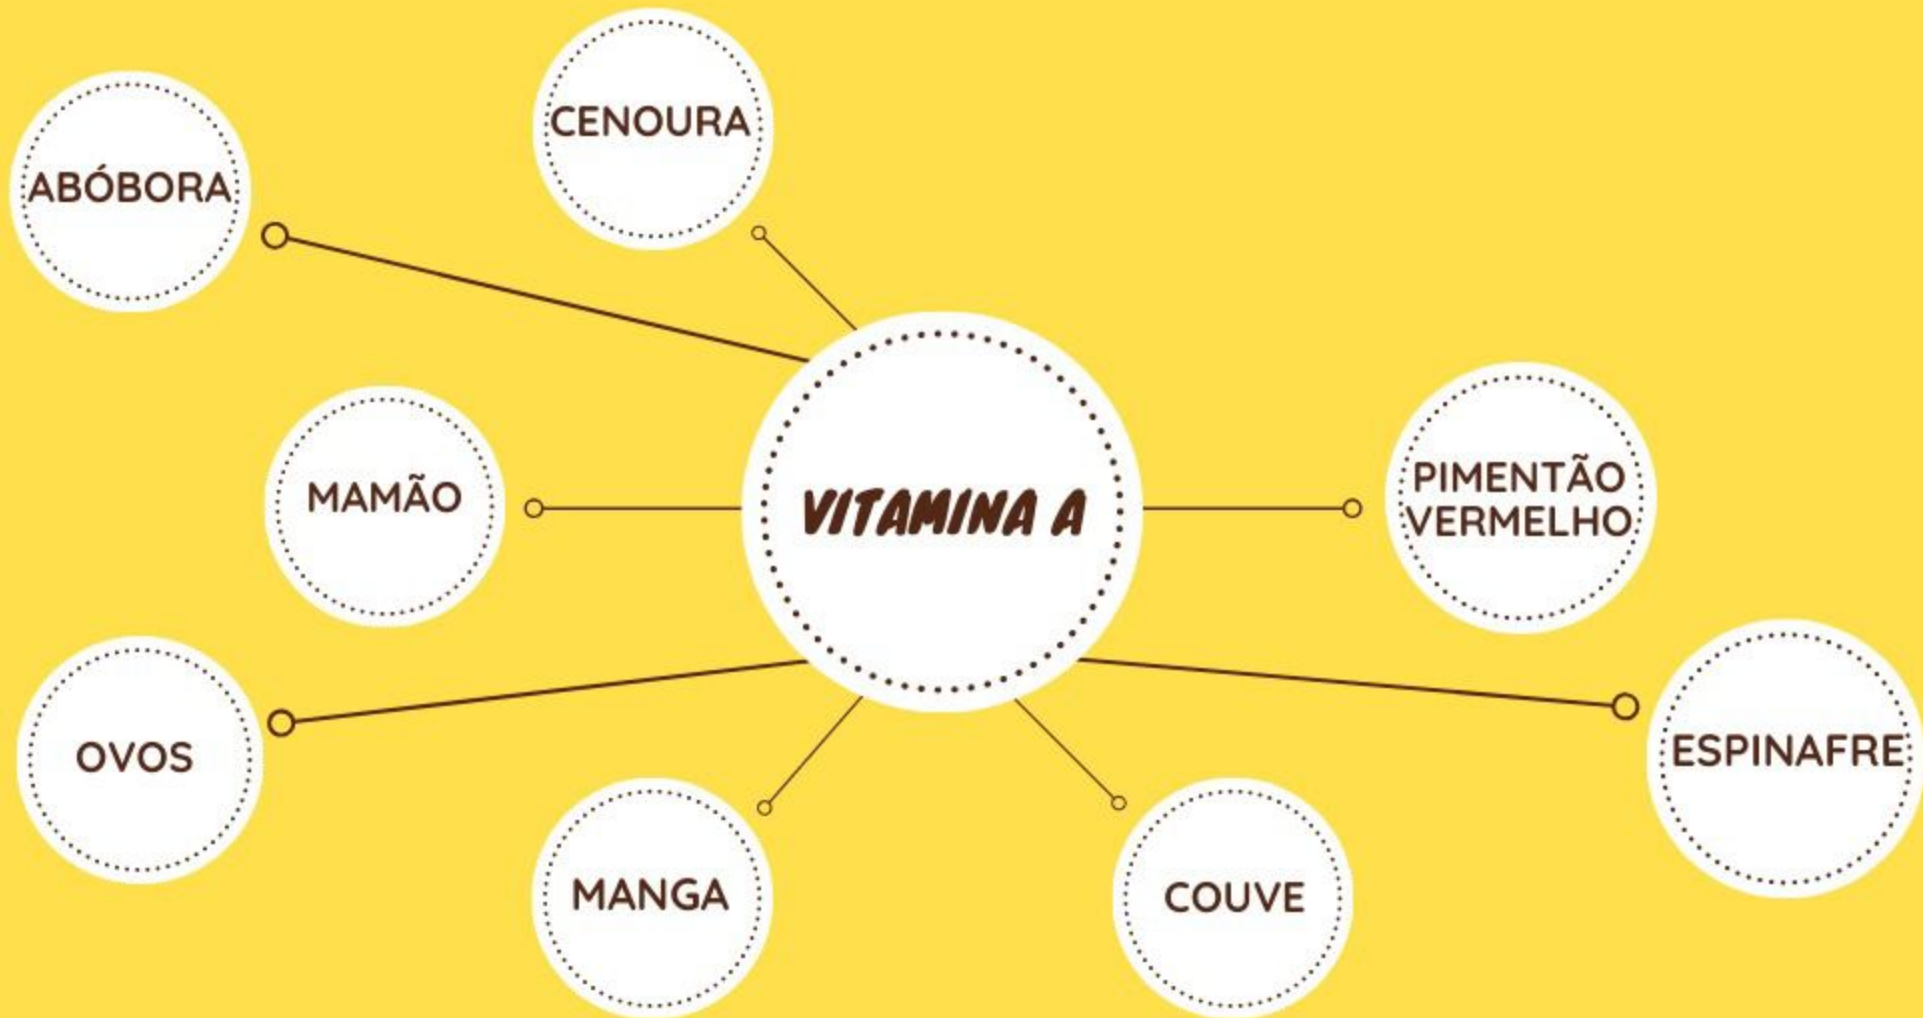 CENOURA
ABÓBORA
MAMÃO
VITAMINA A
PIMENTÃO
VERMELHO
OVOS
ESPINAFRE
MANGA
COUVE